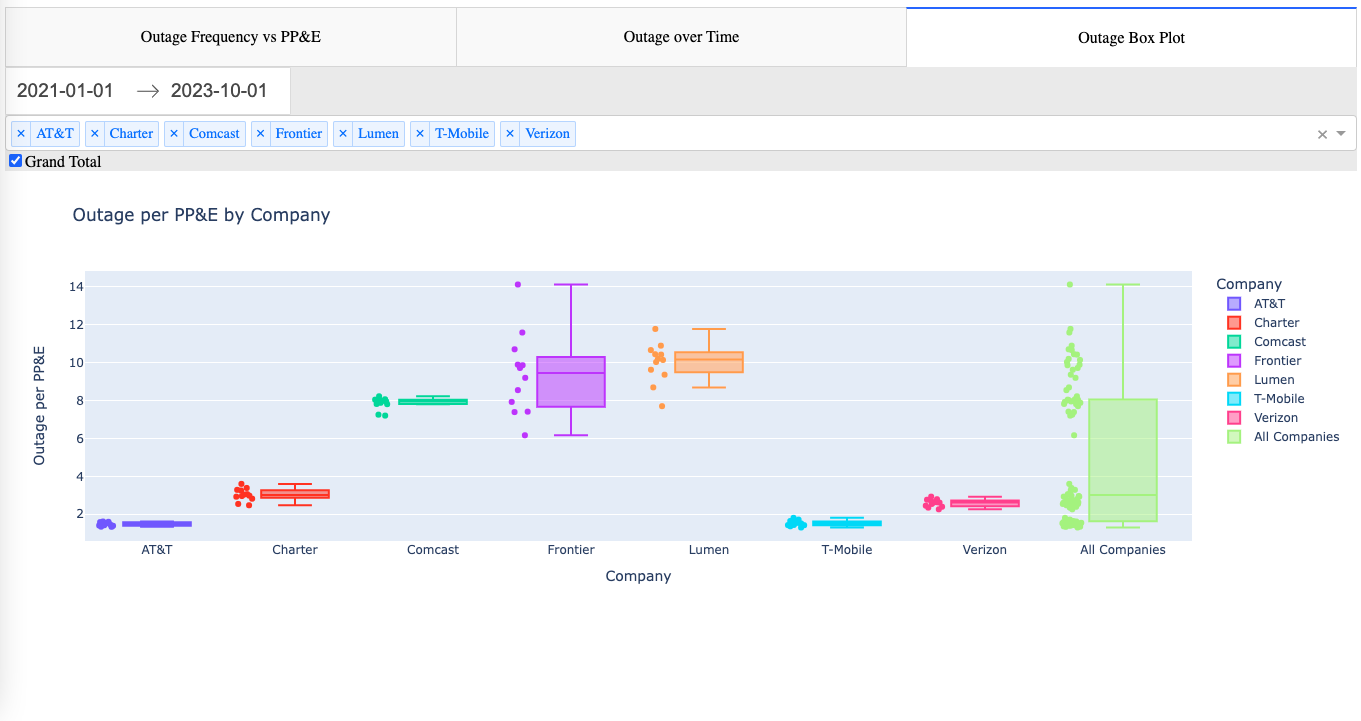 Outage Frequency vs PP&E
Outage over Time
Outage Box Plot
2021-01-01 → 2023-10-01
× AT&T × Charter × Comcast × Frontier × Lumen × T-Mobile × Verizon
Grand Total
Outage per PP&E by Company
Outage per PP&E
14
12
10
8
6
4
2
AT&T Charter Comcast Frontier Lumen T-Mobile Verizon All Companies
Company
Company
AT&T
Charter
Comcast
Frontier
Lumen
T-Mobile
Verizon
All Companies